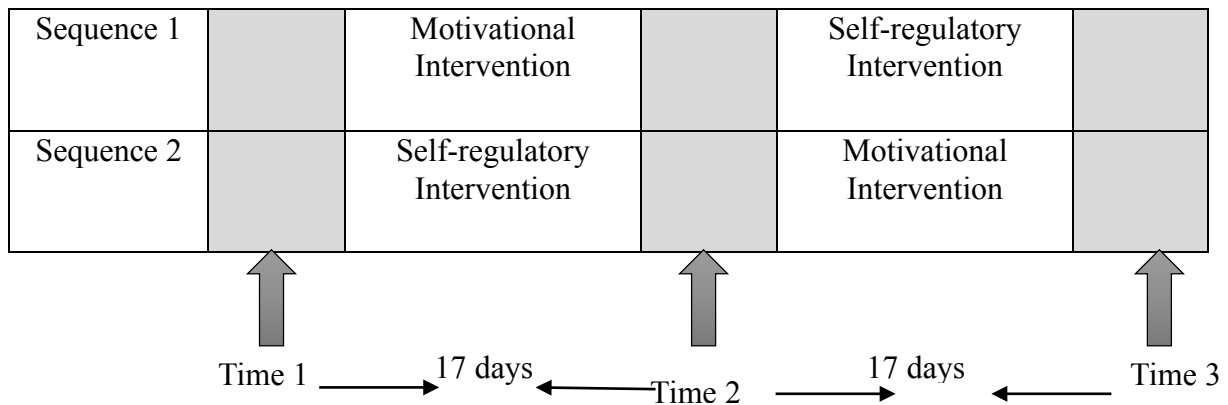 Sequence 1
Motivational
Intervention
Self-regulatory
Intervention
Sequence 2
Self-regulatory
Intervention
Motivational
Intervention
Time 1
17 days
Time 2
17 days
Time 3